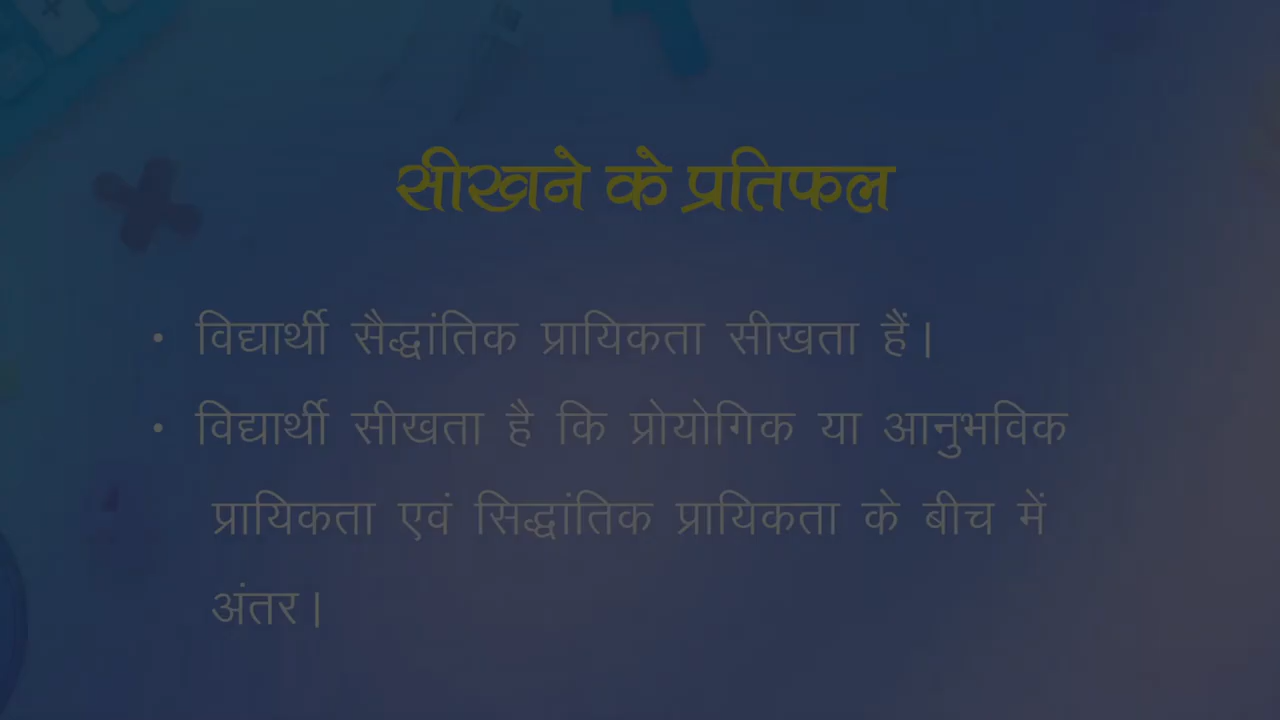 सीखने के प्रतिफल
• विद्यार्थी सैद्धांतिक प्रायिकता सीखता हैं।
• विद्यार्थी सीखता है कि प्रोयोगिक या आनुभविक
प्रायिकता एवं सिद्धांतिक प्रायिकता के बीच में
अंतर।